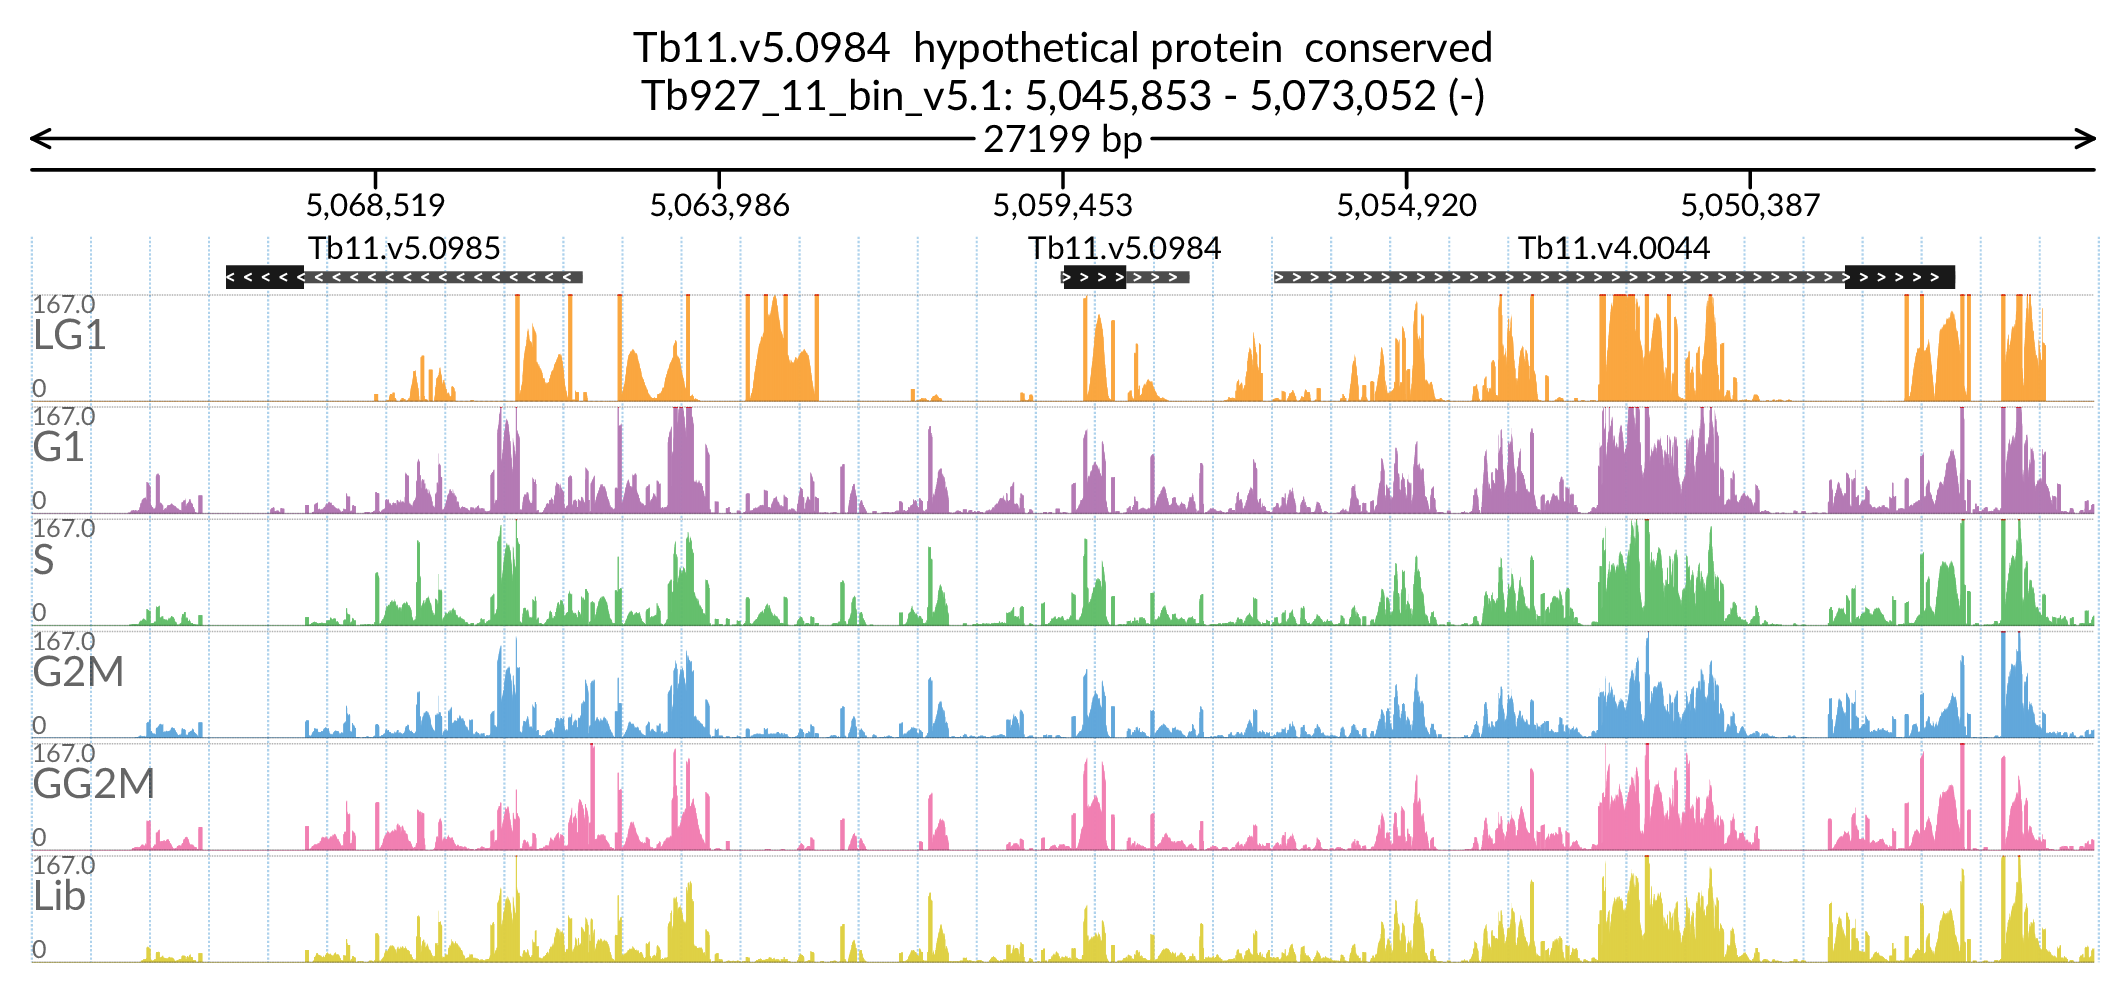 Tb11.v5.0984 hypothetical protein conserved
Tb927_11_bin_v5.1: 5,045,853 - 5,073,052 (-)
27199 bp
5,068,519 5,063,986 5,059,453 5,054,920 5,050,387
Tb11.v5.0985 Tb11.v5.0984 Tb11.v4.0044
167.0
LG1
0
167.0
G1
0
167.0
S
0
167.0
G2M
0
167.0
GG2M
0
167.0
Lib
0